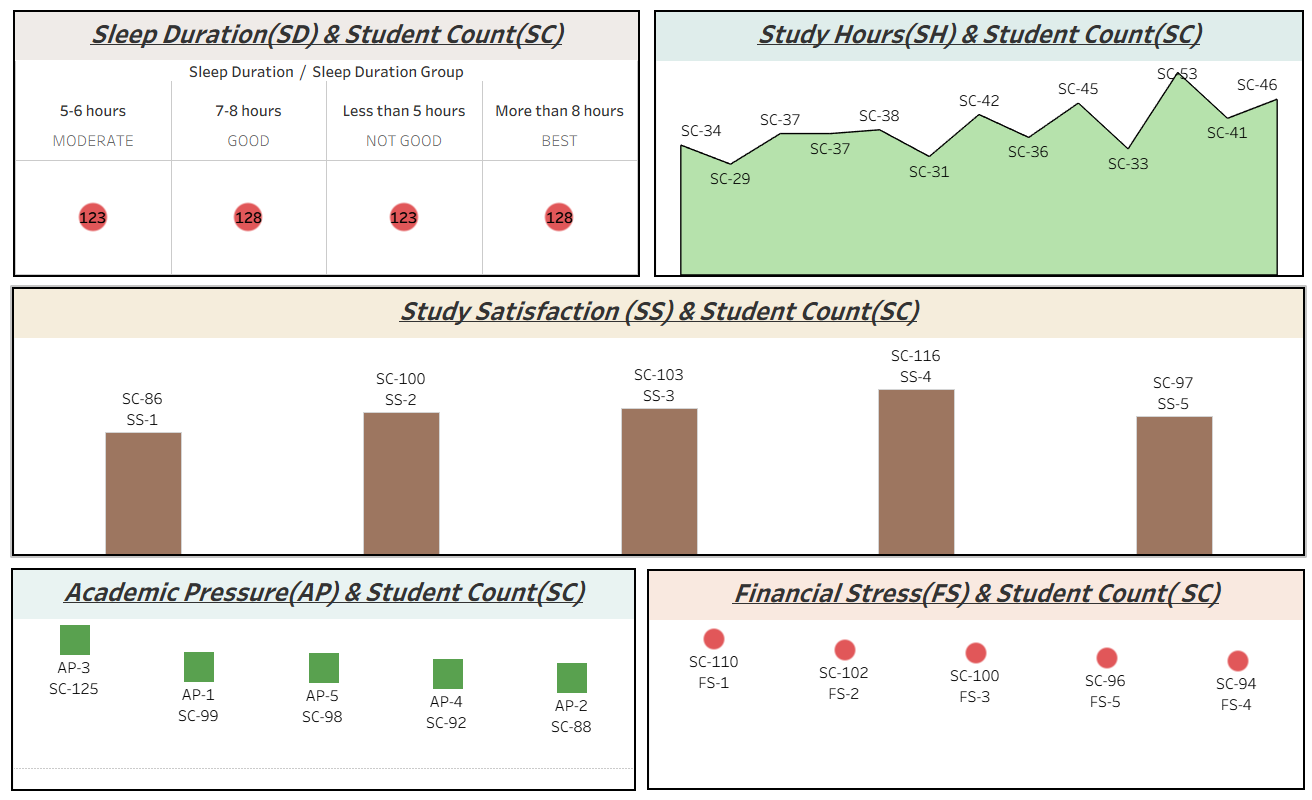 Sleep Duration(SD) & Student Count(SC)
Sleep Duration / Sleep Duration Group
5-6 hours 7-8 hours Less than 5 hours More than 8 hours
MODERATE GOOD NOT GOOD BEST
123 128 123 128
Study Hours(SH) & Student Count(SC)
SC-34
SC-29
SC-37
SC-37
SC-38
SC-31
SC-42
SC-36
SC-45
SC-33
SC-53
SC-41
SC-46
Study Satisfaction (SS) & Student Count(SC)
SC-86
SS-1
SC-100
SS-2
SC-103
SS-3
SC-116
SS-4
SC-97
SS-5
Academic Pressure(AP) & Student Count(SC)
AP-3
SC-125
AP-1
SC-99
AP-5
SC-98
AP-4
SC-92
AP-2
SC-88
Financial Stress(FS) & Student Count( SC)
SC-110
FS-1
SC-102
FS-2
SC-100
FS-3
SC-96
FS-5
SC-94
FS-4